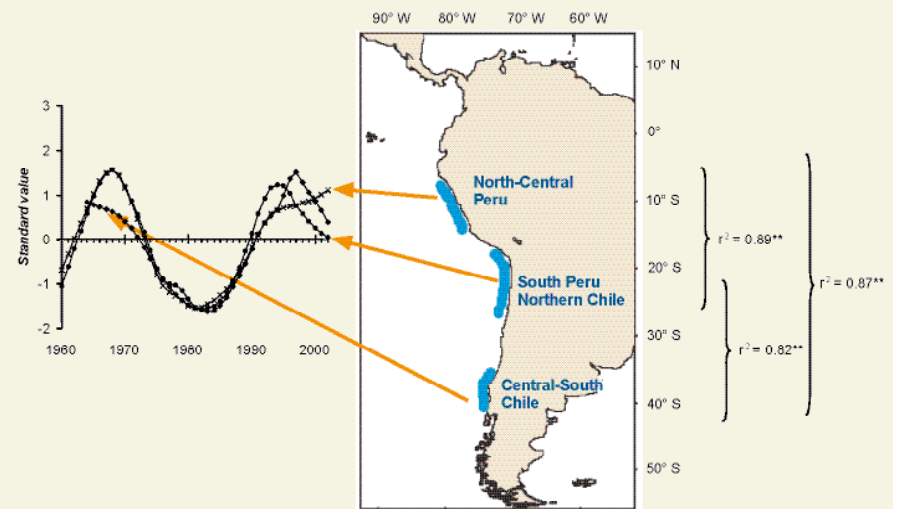 90° W 80° W 70° W 60° W
10° N
0°
10° S
20° S
30° S
40° S
50° S
3
2
1
0
-1
-2
Standard value
1960 1970 1980 1990 2000
North-Central
Peru
South Peru
Northern Chile
Central-South
Chile
r² = 0.89**
r² = 0.82**
r² = 0.87**